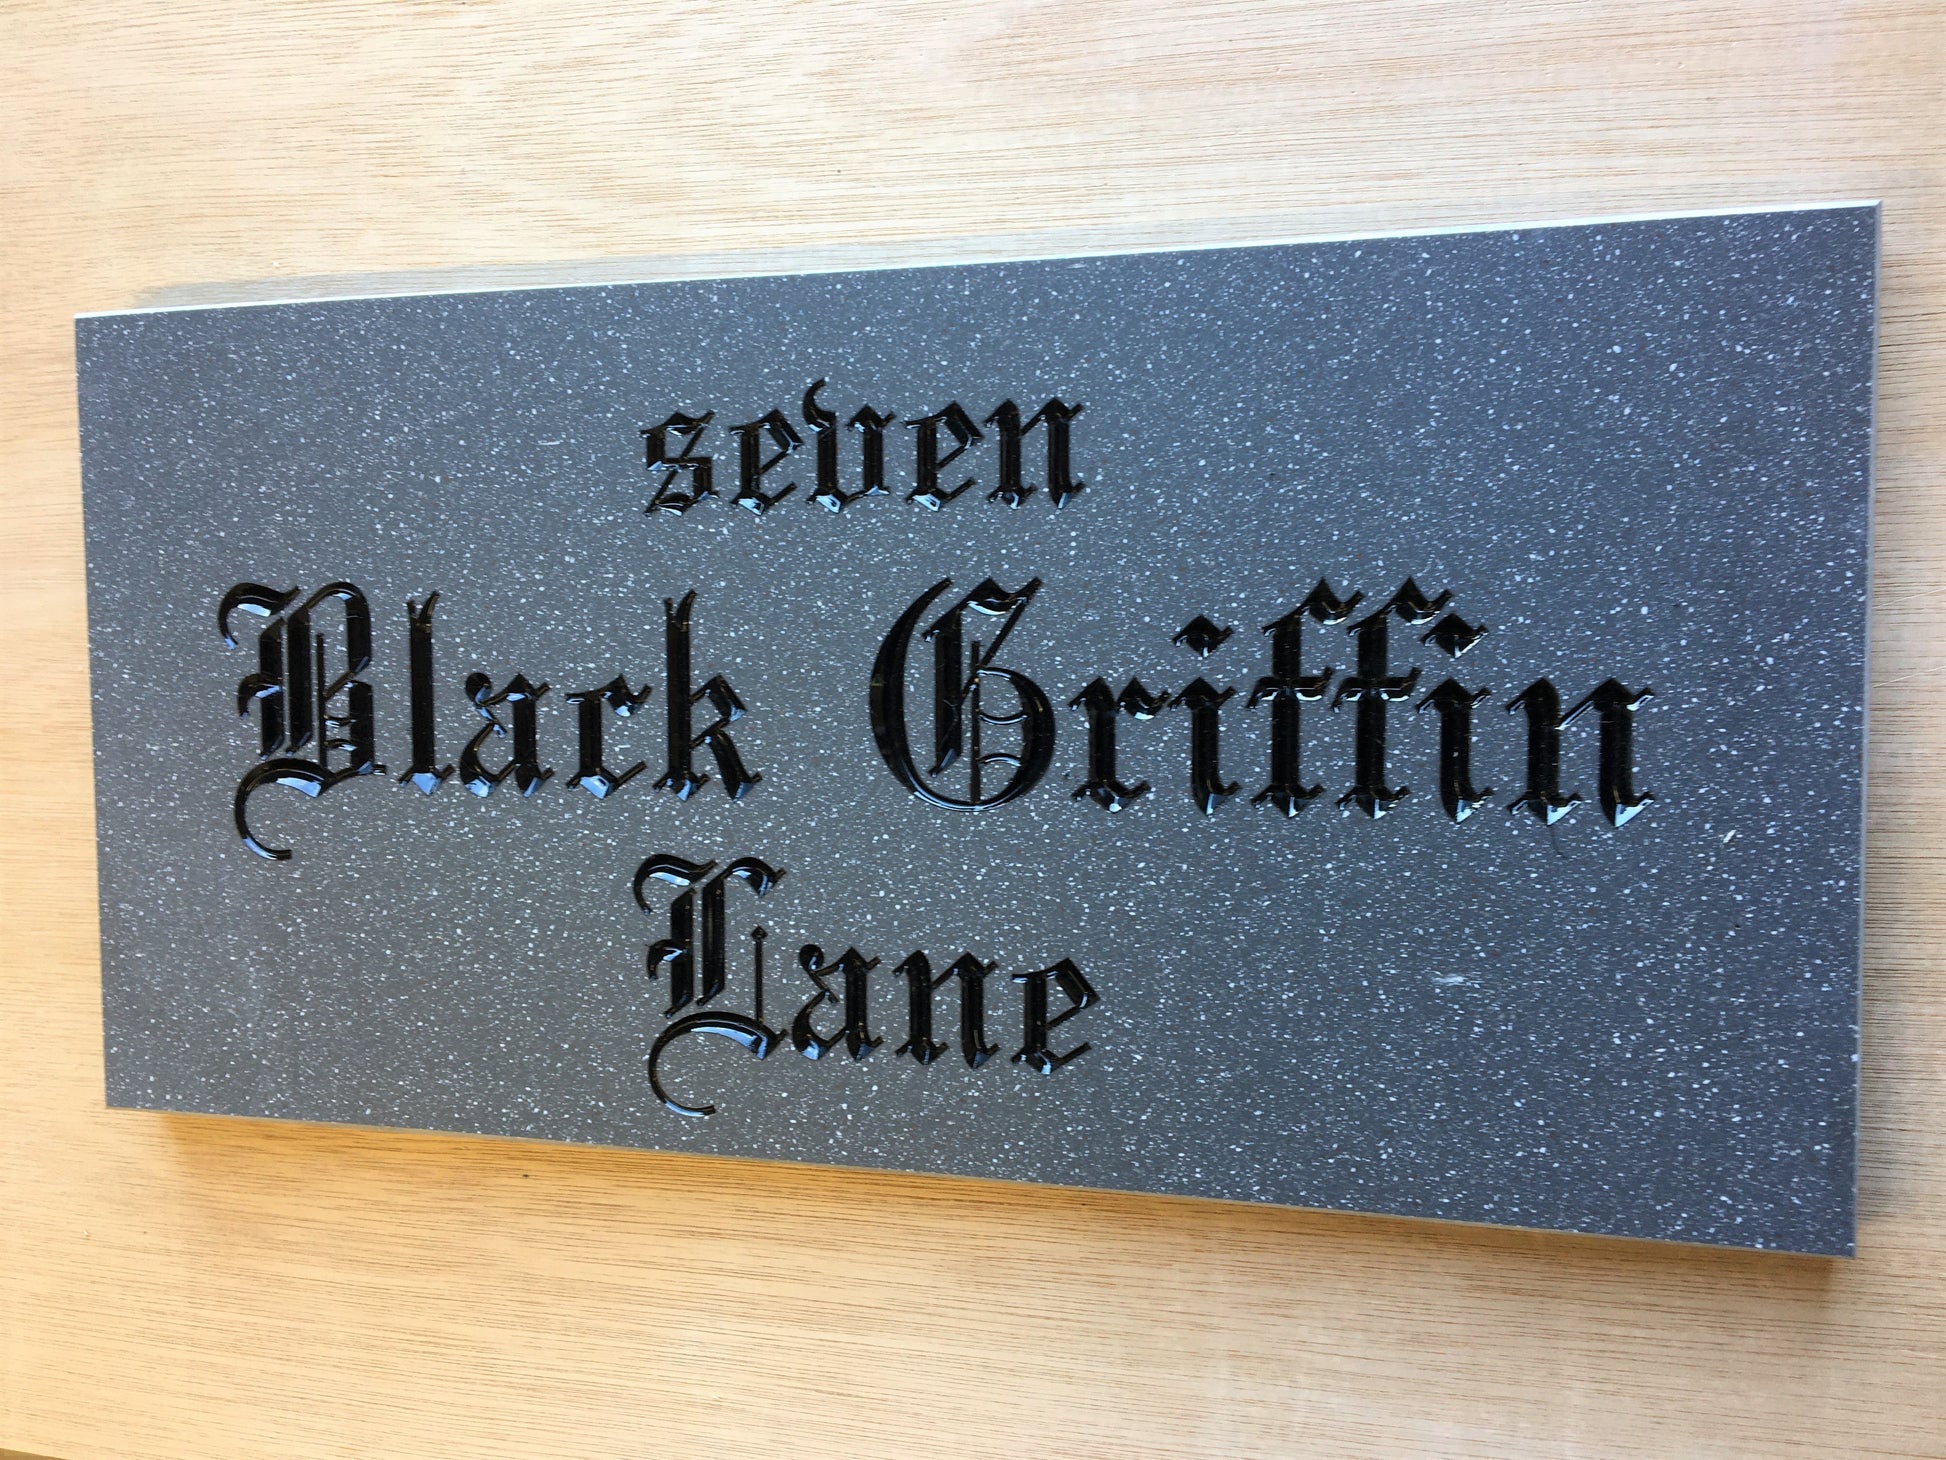 seven
Black Griffin
Lane